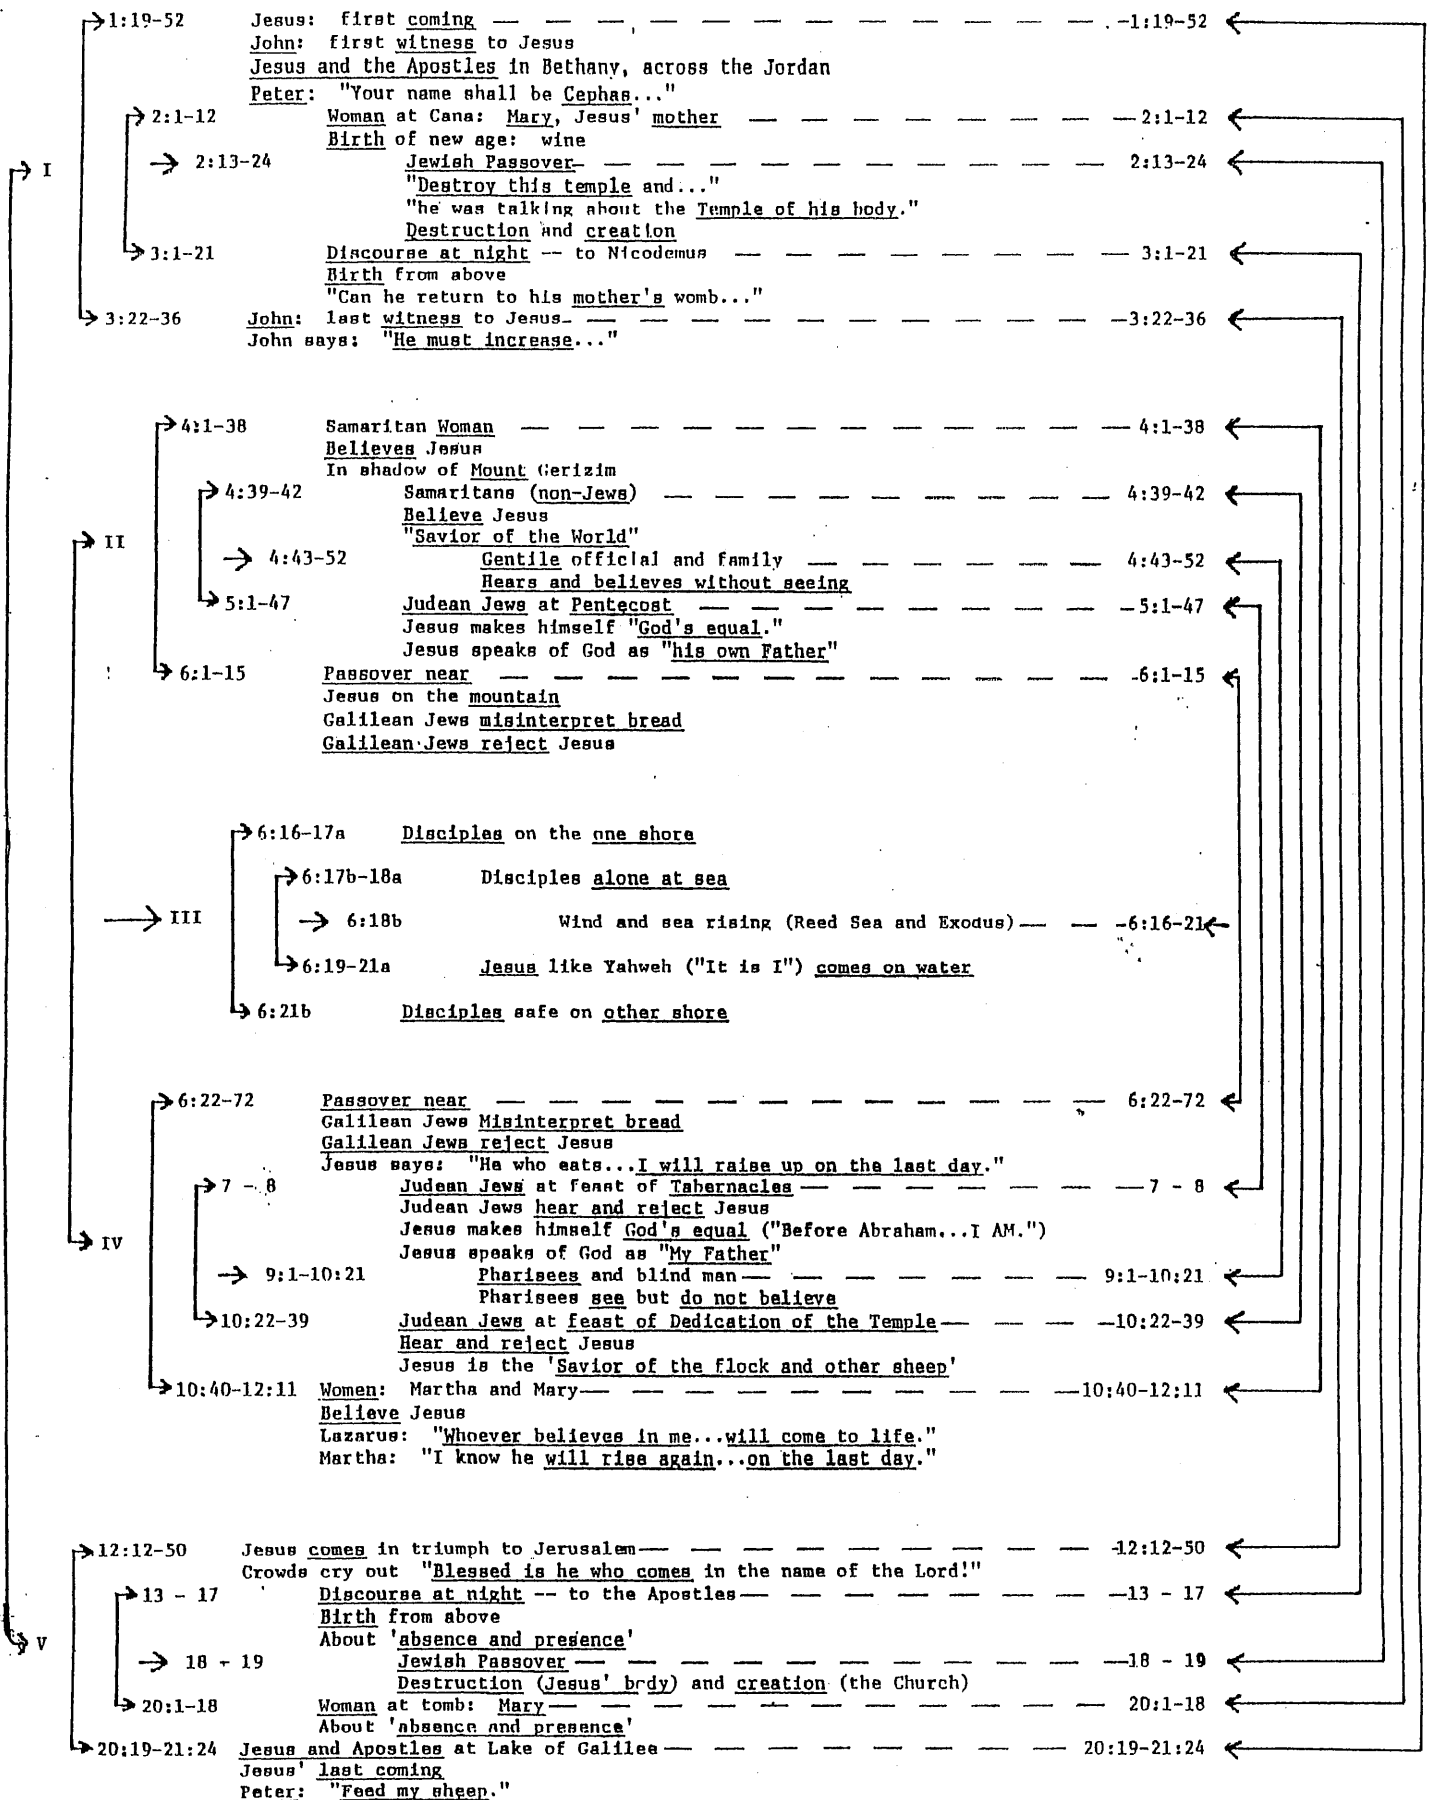 1:19-52 Jesus: first coming — 1:19-52
John: first witness to Jesus
Jesus and the Apostles in Bethany, across the Jordan
Peter: "Your name shall be Cephas..."
2:1-12 Woman at Cana: Mary, Jesus' mother — 2:1-12
Birth of new age: wine
I 2:13-24 Jewish Passover — 2:13-24
"Destroy this temple and..."
"he was talking about the Temple of his body."
Destruction and creation
3:1-21 Discourse at night -- to Nicodemus — 3:1-21
Birth from above
"Can he return to his mother's womb..."
3:22-36 John: last witness to Jesus — 3:22-36
John says: "He must increase..."
4:1-38 Samaritan Woman — 4:1-38
Believes Jesus
In shadow of Mount Gerizim
4:39-42 Samaritans (non-Jews) — 4:39-42
Believe Jesus
II "Savior of the World"
4:43-52 Gentile official and family — 4:43-52
Hears and believes without seeing
5:1-47 Judean Jews at Pentecost — 5:1-47
Jesus makes himself "God's equal."
Jesus speaks of God as "his own Father"
6:1-15 Passover near — 6:1-15
Jesus on the mountain
Galilean Jews misinterpret bread
Galilean Jews reject Jesus
6:16-17a Disciples on the one shore
6:17b-18a Disciples alone at sea
III 6:18b Wind and sea rising (Reed Sea and Exodus) — 6:16-21
6:19-21a Jesus like Yahweh ("It is I") comes on water
6:21b Disciples safe on other shore
6:22-72 Passover near — 6:22-72
Galilean Jews Misinterpret bread
Galilean Jews reject Jesus
Jesus says: "He who eats...I will raise up on the last day."
7 - 8 Judean Jews at feast of Tabernacles — 7 - 8
Judean Jews hear and reject Jesus
Jesus makes himself God's equal ("Before Abraham...I AM.")
IV Jesus speaks of God as "My Father"
9:1-10:21 Pharisees and blind man — 9:1-10:21
Pharisees see but do not believe
10:22-39 Judean Jews at feast of Dedication of the Temple — 10:22-39
Hear and reject Jesus
Jesus is the 'Savior of the flock and other sheep'
10:40-12:11 Women: Martha and Mary — 10:40-12:11
Believe Jesus
Lazarus: "Whoever believes in me...will come to life."
Martha: "I know he will rise again...on the last day."
12:12-50 Jesus comes in triumph to Jerusalem — 12:12-50
Crowds cry out "Blessed is he who comes in the name of the Lord!"
13 - 17 Discourse at night -- to the Apostles — 13 - 17
Birth from above
V About 'absence and presence'
18 - 19 Jewish Passover — 18 - 19
Destruction (Jesus' body) and creation (the Church)
20:1-18 Woman at tomb: Mary — 20:1-18
About 'absence and presence'
20:19-21:24 Jesus and Apostles at Lake of Galilee — 20:19-21:24
Jesus' last coming
Peter: "Feed my sheep."